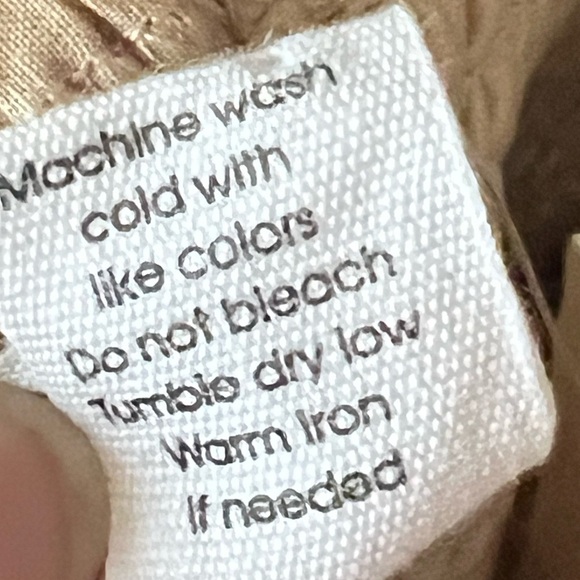 Machine wash
cold with
like colors
Do not bleach
Tumble dry low
Warm Iron
If needed